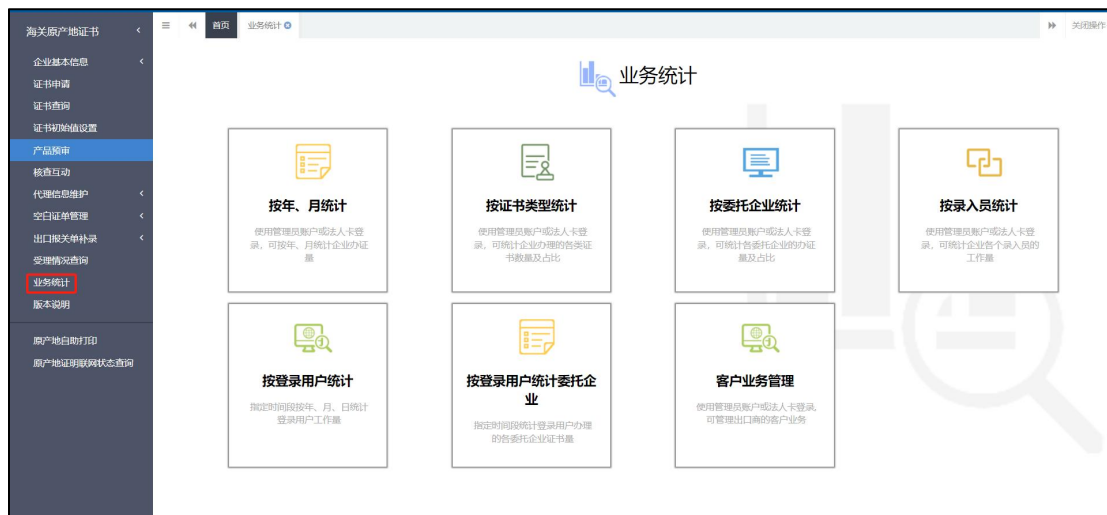 海关原产地证书
企业基本信息
证书申请
证书查询
证书初始值设置
产品预审
核查互动
代理信息维护
空白证单管理
出口报关单补录
受理情况查询
业务统计
版本说明
原产地自助打印
原产地证明联网状态查询
首页
业务统计
关闭操作
业务统计
按年、月统计
使用管理员账户或法人卡登
录，可按年、月统计企业办证
量
按证书类型统计
使用管理员账户或法人卡登
录，可统计企业办理的各类证
书数量及占比
按委托企业统计
使用管理员账户或法人卡登
录，可统计各委托企业的办证
量及占比
按录入员统计
使用管理员账户或法人卡登
录，可统计企业各个录入员的
工作量
按登录用户统计
指定时间段按年、月、日统计
登录用户工作量
按登录用户统计委托企
业
指定时间段统计登录用户办理
的各委托企业证书量
客户业务管理
使用管理员账户或法人卡登录,
可管理出口商的客户业务